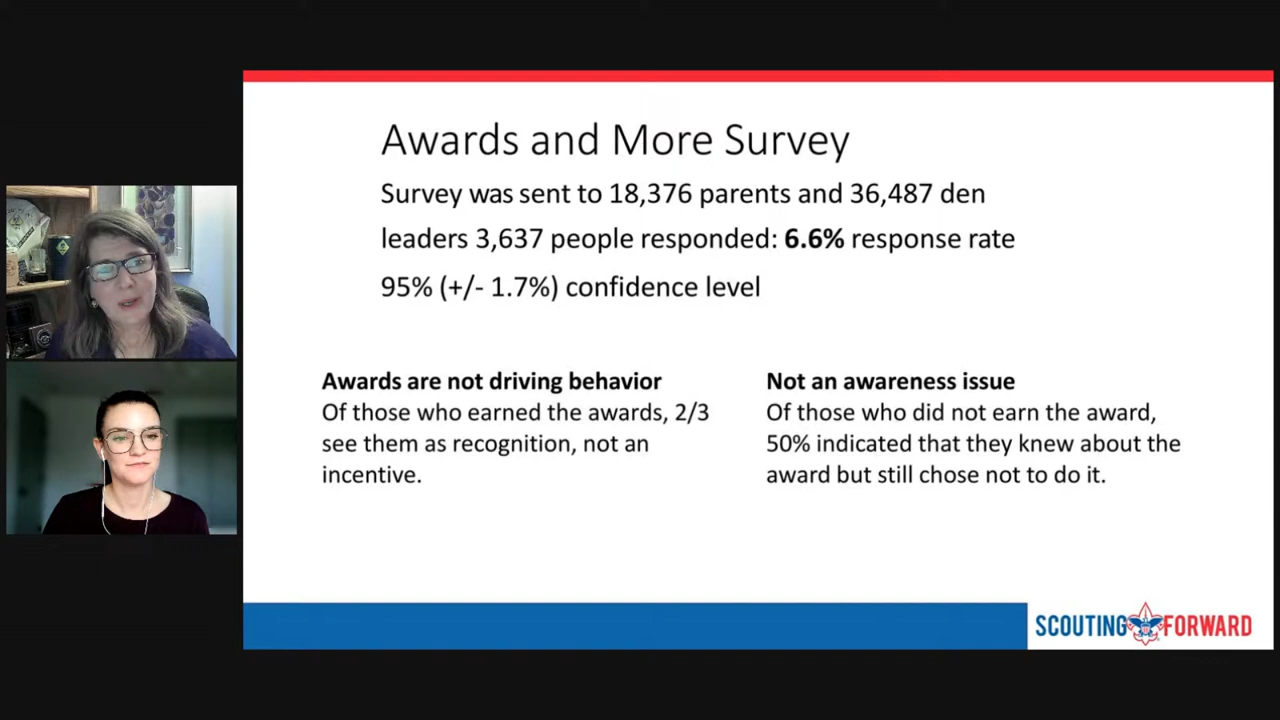 Awards and More Survey
Survey was sent to 18,376 parents and 36,487 den
leaders 3,637 people responded: 6.6% response rate
95% (+/- 1.7%) confidence level
Awards are not driving behavior
Of those who earned the awards, 2/3
see them as recognition, not an
incentive.
Not an awareness issue
Of those who did not earn the award,
50% indicated that they knew about the
award but still chose not to do it.
SCOUTING FORWARD